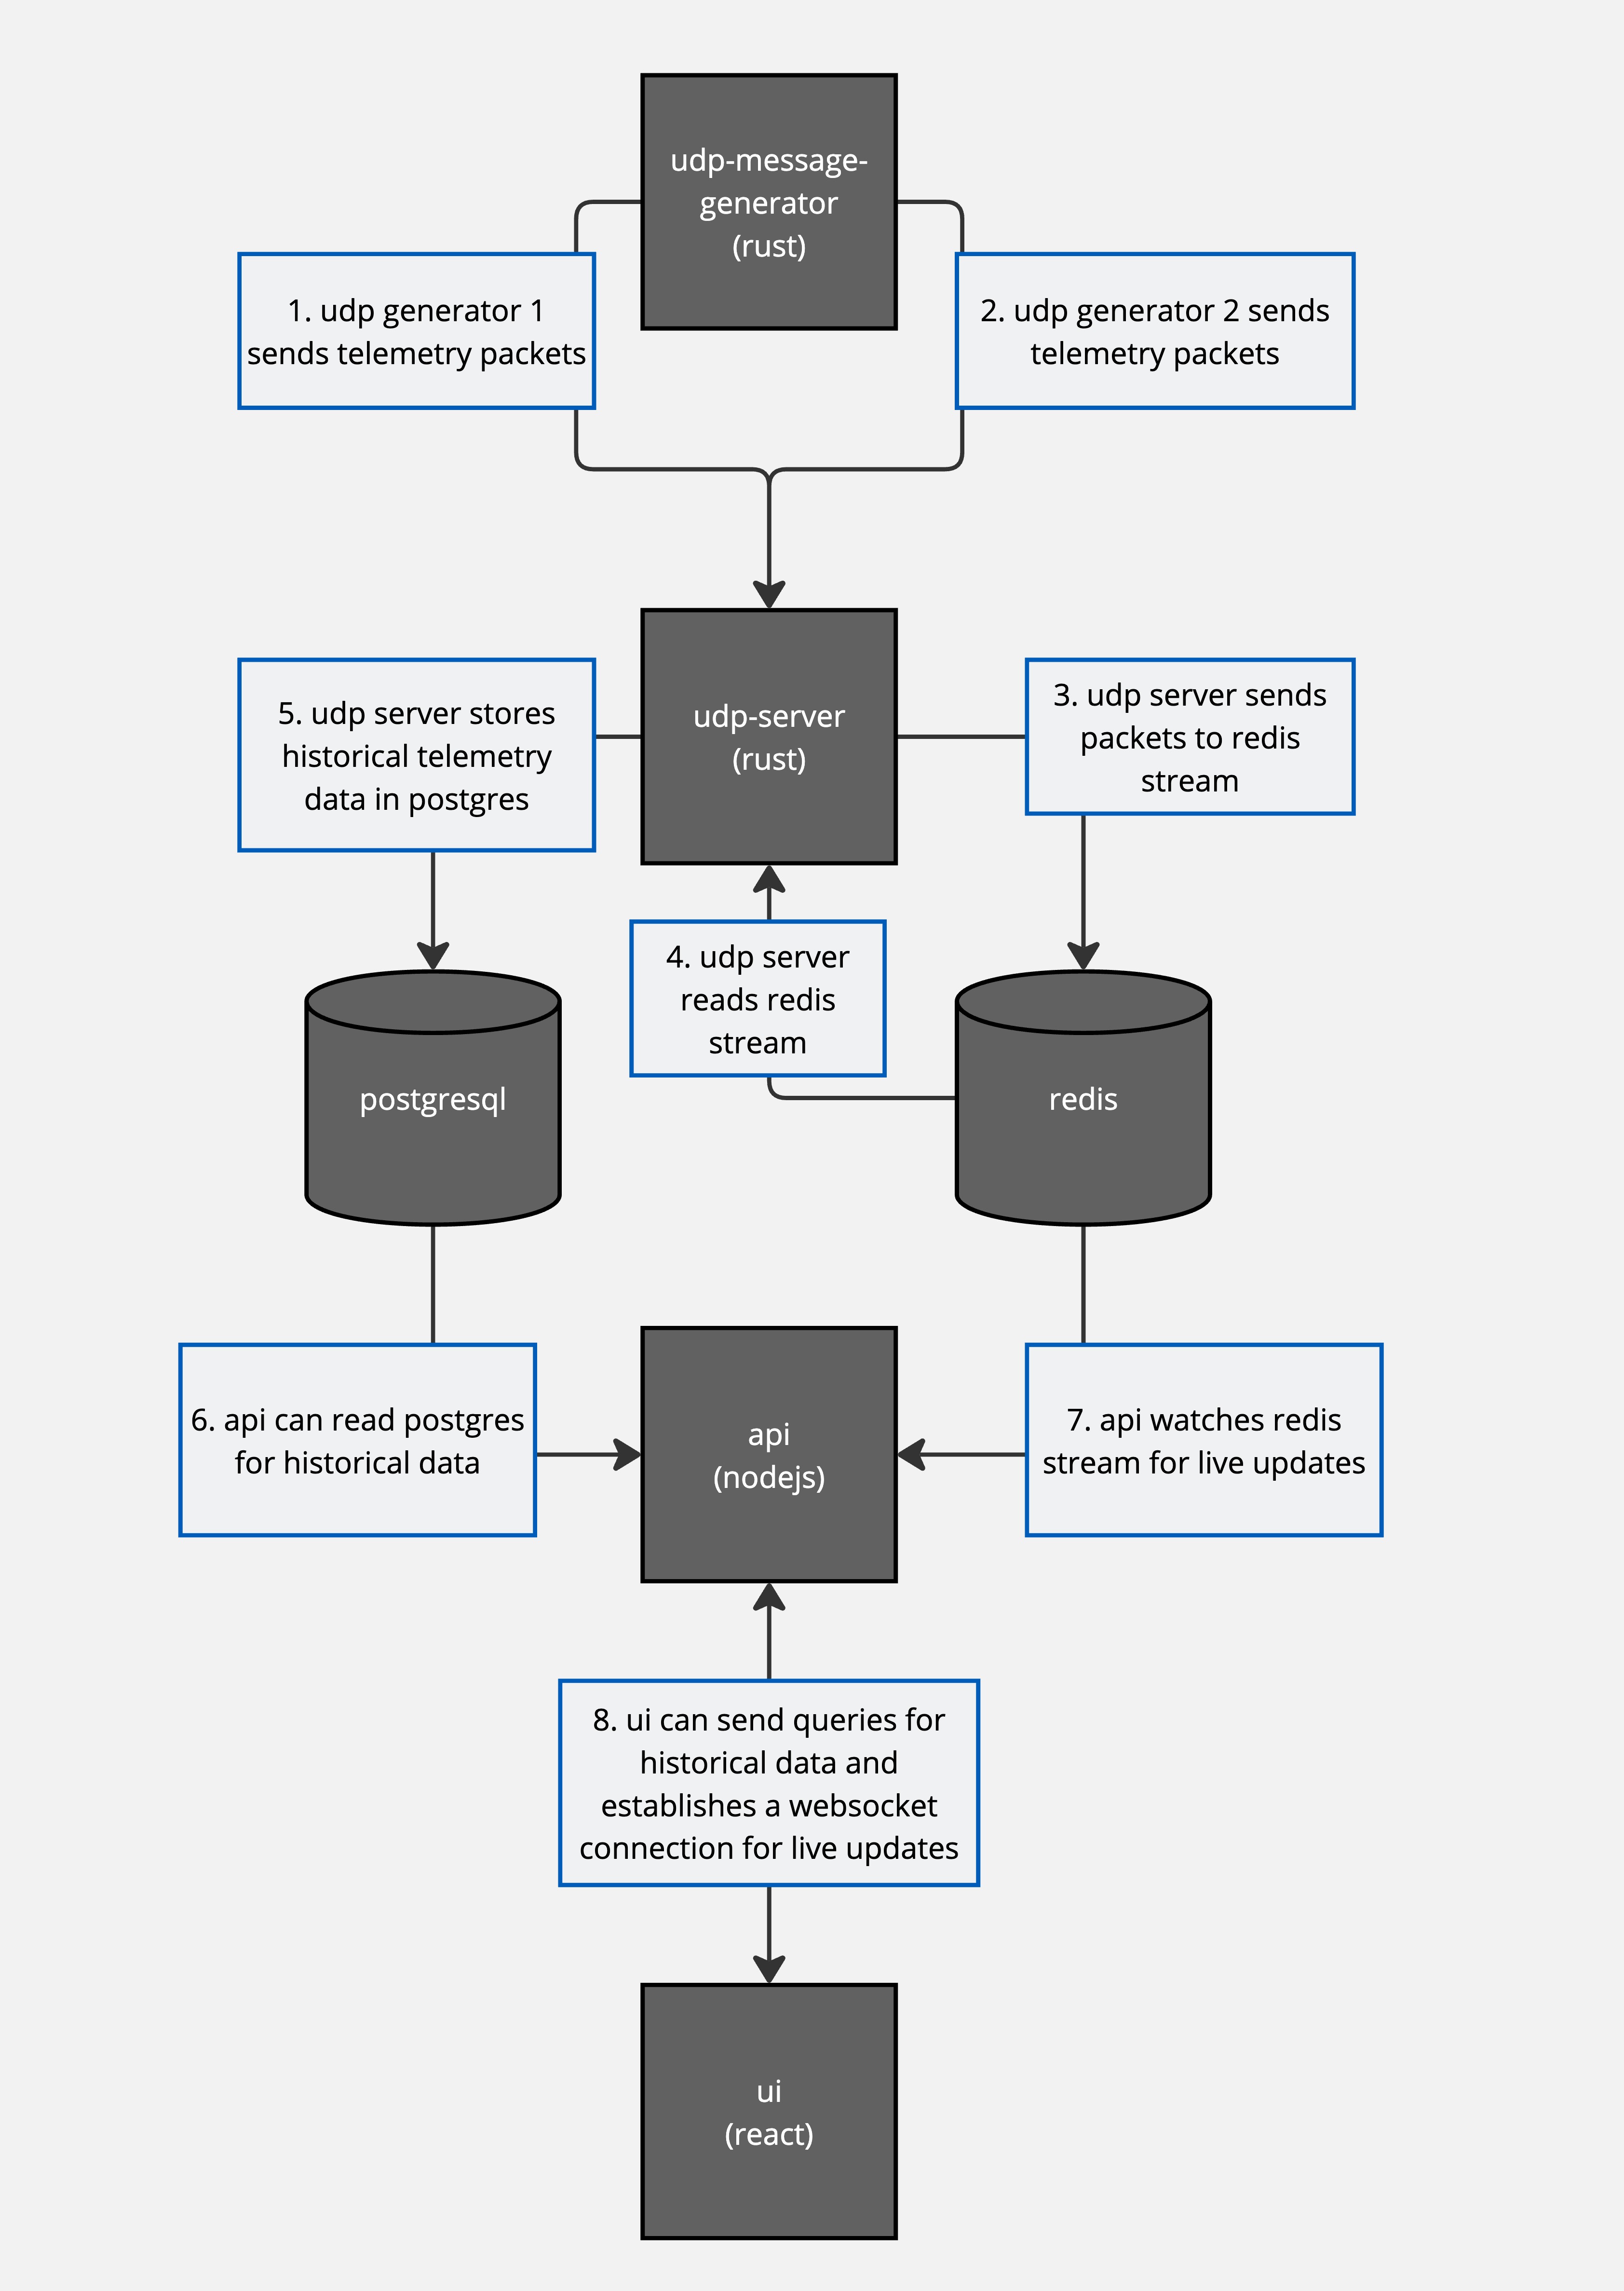 udp-message-
generator
(rust)
1. udp generator 1
sends telemetry packets
2. udp generator 2 sends
telemetry packets
udp-server
(rust)
5. udp server stores
historical telemetry
data in postgres
3. udp server sends
packets to redis
stream
4. udp server
reads redis
stream
postgresql
redis
6. api can read postgres
for historical data
api
(nodejs)
7. api watches redis
stream for live updates
8. ui can send queries for
historical data and
establishes a websocket
connection for live updates
ui
(react)